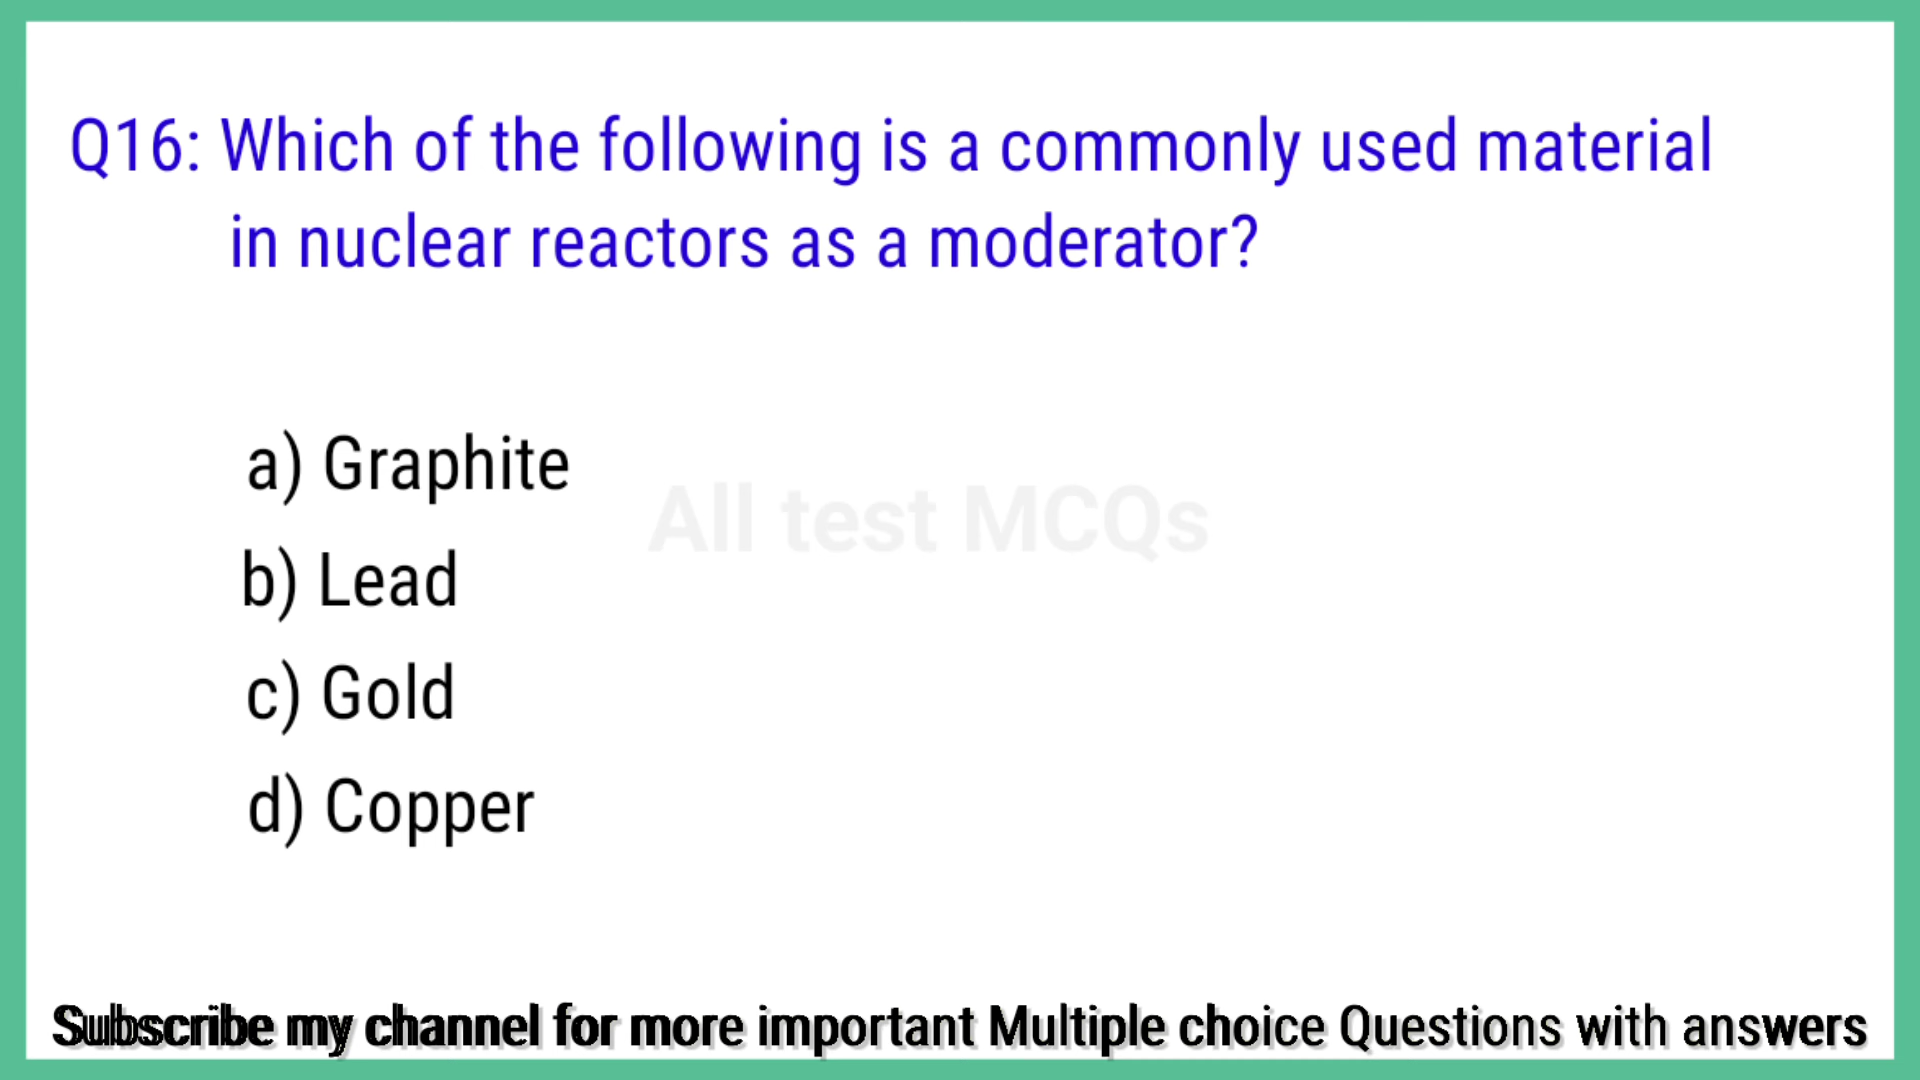 Q16: Which of the following is a commonly used material
in nuclear reactors as a moderator?
a) Graphite
All test MCQs
b) Lead
c) Gold
d) Copper
Subscribe my channel for more important Multiple choice Questions with answers